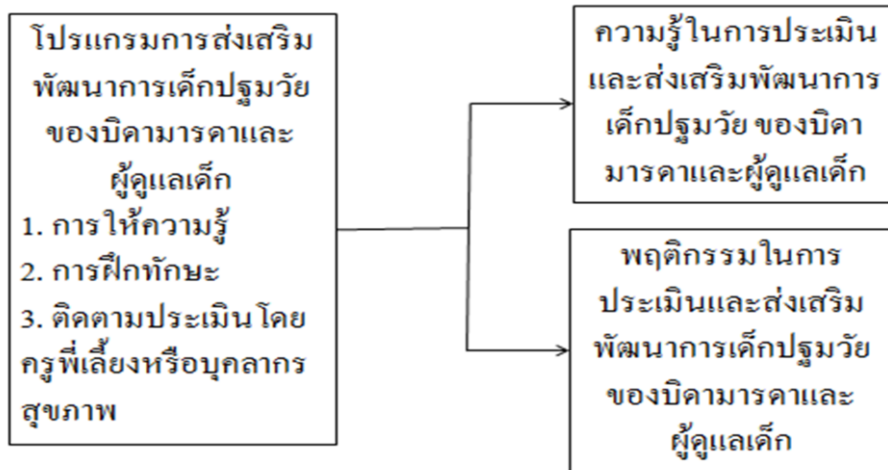 โปรแกรมการส่งเสริม
พัฒนาการเด็กปฐมวัย
ของบิดามารดาและ
ผู้ดูแลเด็ก
1. การให้ความรู้
2. การฝึกทักษะ
3. ติดตามประเมินโดย
ครูพี่เลี้ยงหรือบุคลากร
สุขภาพ
ความรู้ในการประเมิน
และส่งเสริมพัฒนาการ
เด็กปฐมวัย ของบิดา
มารดาและผู้ดูแลเด็ก
พฤติกรรมในการ
ประเมินและส่งเสริม
พัฒนาการเด็กปฐมวัย
ของบิดามารดาและ
ผู้ดูแลเด็ก